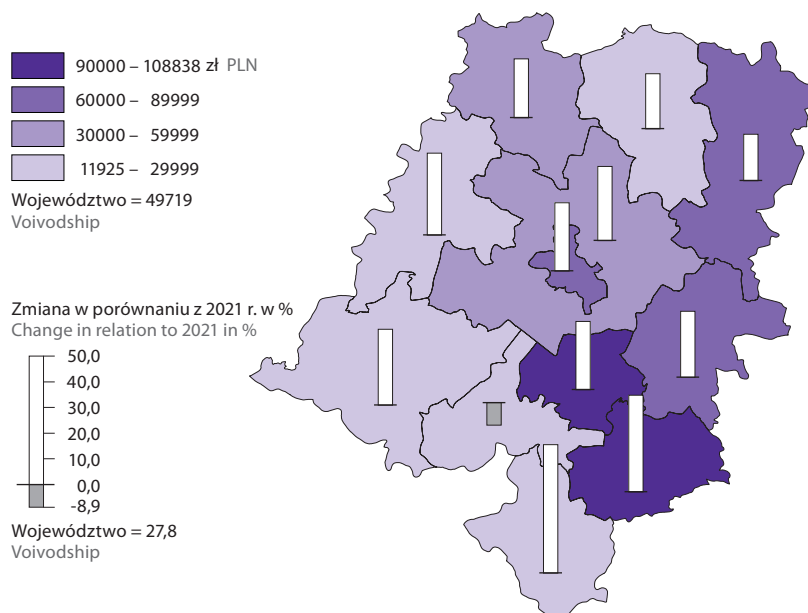 90000 – 108838 zł PLN
60000 – 89999
30000 – 59999
11925 – 29999
Województwo = 49719
Voivodship
Zmiana w porównaniu z 2021 r. w %
Change in relation to 2021 in %
50,0
40,0
30,0
20,0
10,0
0,0
-8,9
Województwo = 27,8
Voivodship